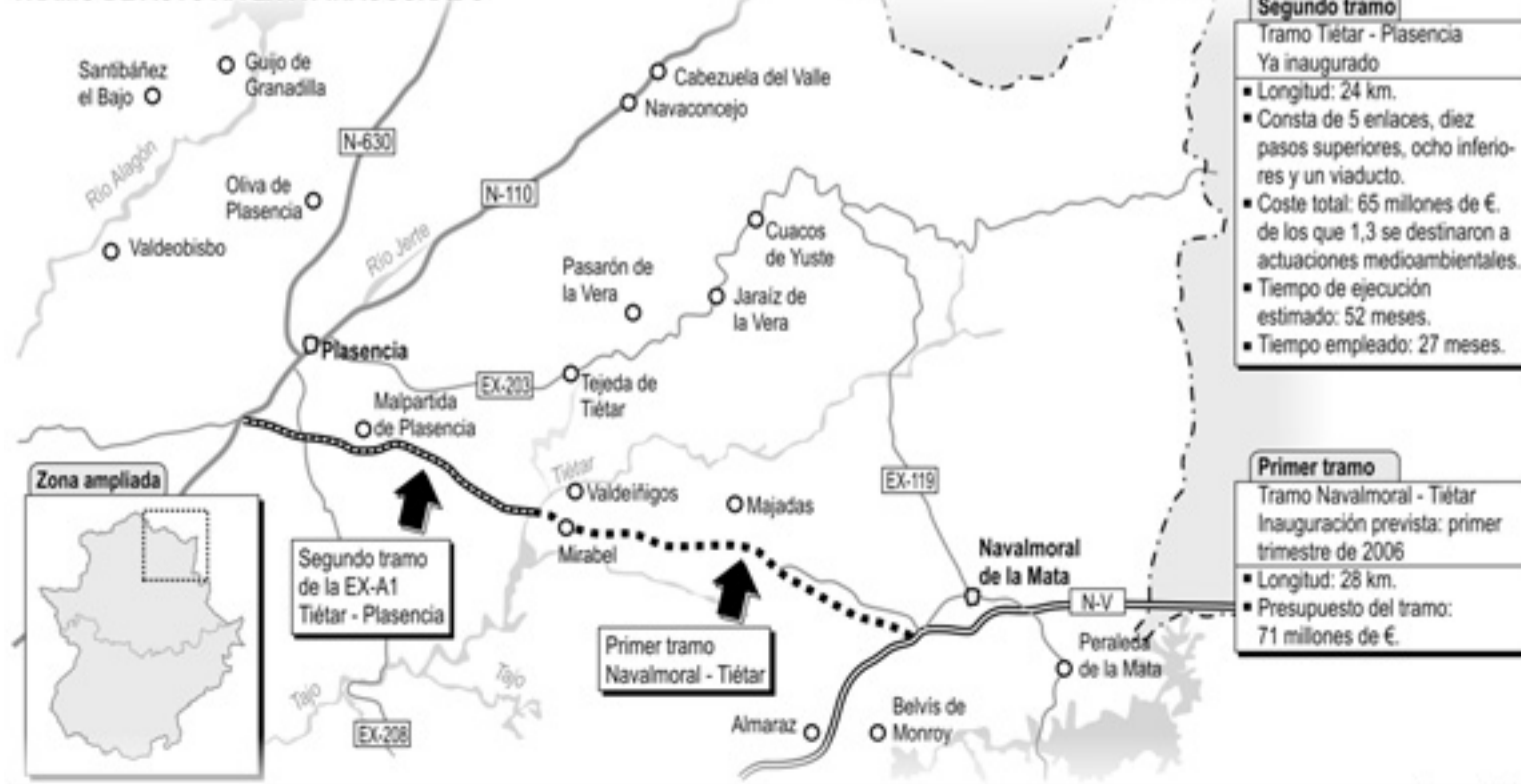 Segundo tramo
Tramo Tiétar - Plasencia
Ya inaugurado
▪ Longitud: 24 km.
▪ Consta de 5 enlaces, diez
pasos superiores, ocho inferio-
res y un viaducto.
▪ Coste total: 65 millones de €.
de los que 1,3 se destinaron a
actuaciones medioambientales.
▪ Tiempo de ejecución
estimado: 52 meses.
▪ Tiempo empleado: 27 meses.
Santibáñez
el Bajo
Guijo de
Granadilla
Cabezuela del Valle
Navaconcejo
N-630
Río Alagón
Oliva de
Plasencia
N-110
Valdeobisbo
Río Jerte
Cuacos
de Yuste
Pasarón de
la Vera
Jaraíz de
la Vera
Plasencia
EX-203
Tejeda de
Tiétar
Malpartida
de Plasencia
Zona ampliada
Tiétar
Valdeíñigos
Majadas
EX-119
Mirabel
Segundo tramo
de la EX-A1
Tiétar - Plasencia
Navalmoral
de la Mata
N-V
Primer tramo
Navalmoral - Tiétar
Peraleda
de la Mata
Tajo
Tajo
EX-208
Almaraz
Belvís de
Monroy
Primer tramo
Tramo Navalmoral - Tiétar
Inauguración prevista: primer
trimestre de 2006
▪ Longitud: 28 km.
▪ Presupuesto del tramo:
71 millones de €.